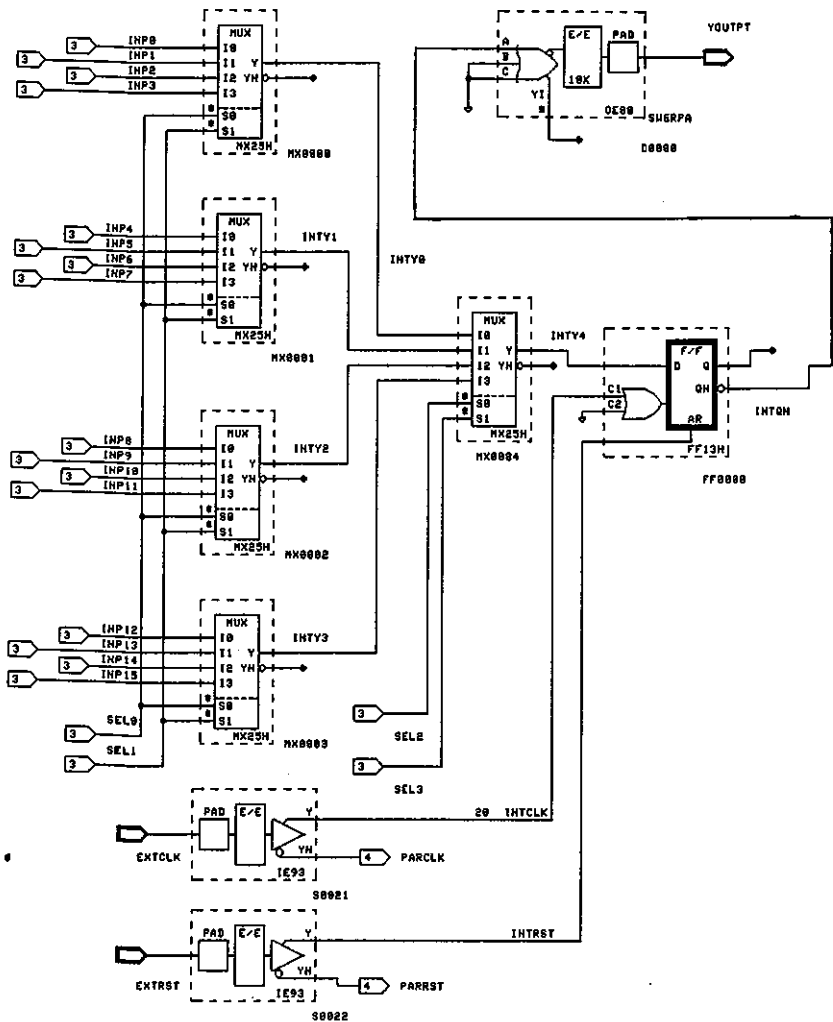 MUX
3 INP0 I0
3 INP1 I1 Y
3 INP2 I2 YN
3 INP3 I3
* S0
* S1
MX25H
MX0000
A
B
C
YI
*
E/E
10K
PAD
OE80
SW6RPA
D0000
YOUTPT
MUX
3 INP4 I0
3 INP5 I1 Y
3 INP6 I2 YN
3 INP7 I3
* S0
* S1
MX25H
MX0001
INTY1
INTY0
MUX
I0
I1 Y
I2 YN
I3
* S0
* S1
MX25H
MX0004
INTY4
F/F
D Q
QN
AR
C1
C2
FF13H
FF0000
INTQN
MUX
3 INP8 I0
3 INP9 I1 Y
3 INP10 I2 YN
3 INP11 I3
* S0
* S1
MX25H
MX0002
INTY2
MUX
3 INP12 I0
3 INP13 I1 Y
3 INP14 I2 YN
3 INP15 I3
* S0
* S1
MX25H
MX0003
INTY3
3 SEL0
3 SEL1
3 SEL2
3 SEL3
EXTCLK
PAD
E/E
Y
YN
IE93
S0021
20 INTCLK
4 PARCLK
EXTRST
PAD
E/E
Y
YN
IE93
S0022
INTRST
4 PARRST